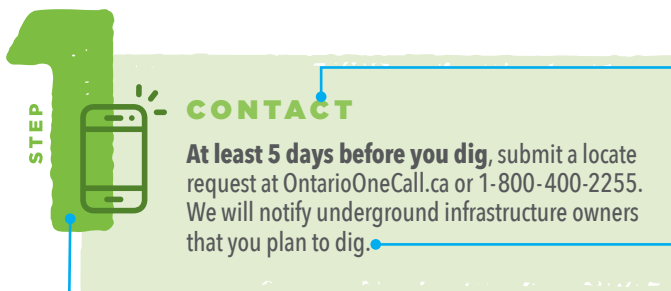 STEP 1
CONTACT
At least 5 days before you dig, submit a locate
request at OntarioOneCall.ca or 1-800-400-2255.
We will notify underground infrastructure owners
that you plan to dig.